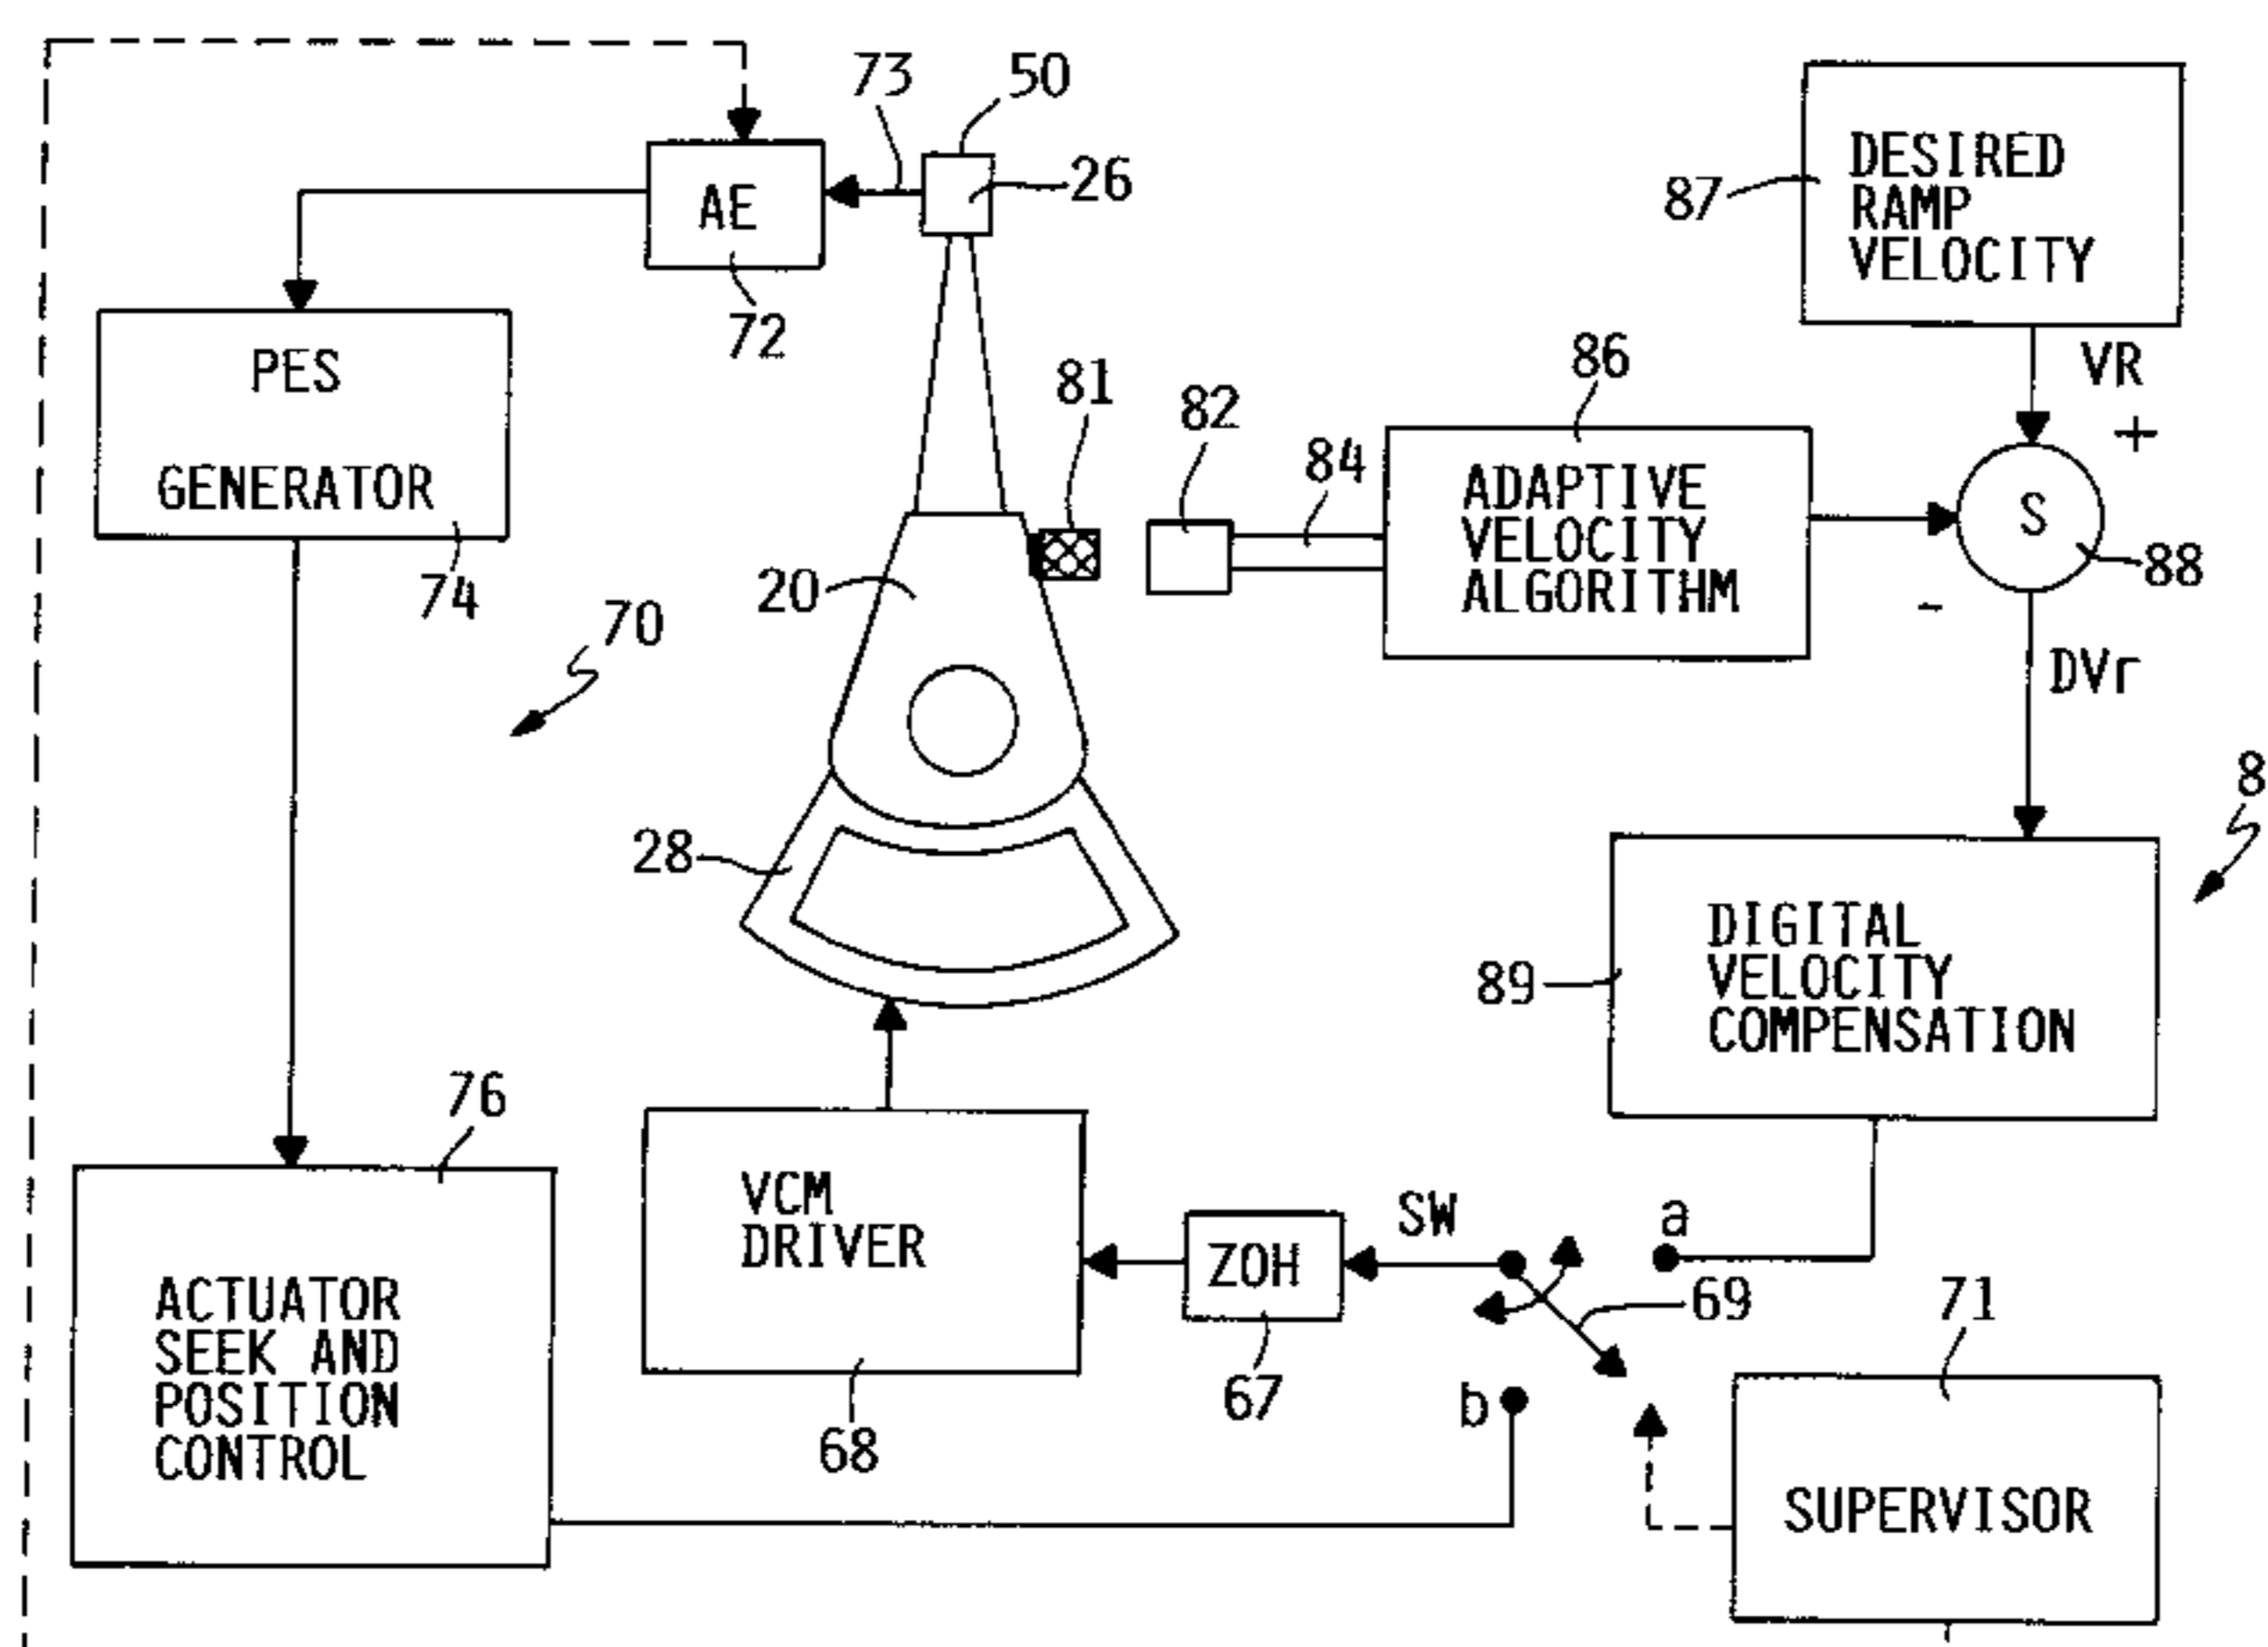 73
50
26
AE
72
87
DESIRED
RAMP
VELOCITY
VR
+
PES
GENERATOR
74
81
82
84
86
ADAPTIVE
VELOCITY
ALGORITHM
S
88
-
DVr
20
70
28
8
89
DIGITAL
VELOCITY
COMPENSATION
76
ACTUATOR
SEEK AND
POSITION
CONTROL
VCM
DRIVER
68
ZOH
67
SW
a
69
b
71
SUPERVISOR